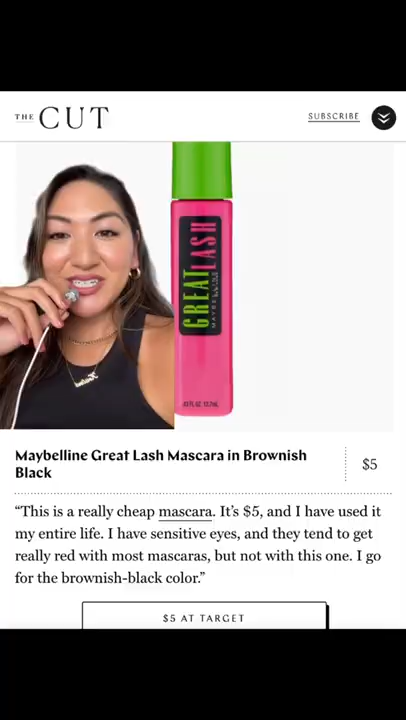 THE CUT
SUBSCRIBE
GREAT LASH
MAYBELLINE
Maybelline Great Lash Mascara in Brownish
Black
$5
“This is a really cheap mascara. It’s $5, and I have used it
my entire life. I have sensitive eyes, and they tend to get
really red with most mascaras, but not with this one. I go
for the brownish-black color.”
$5 AT TARGET